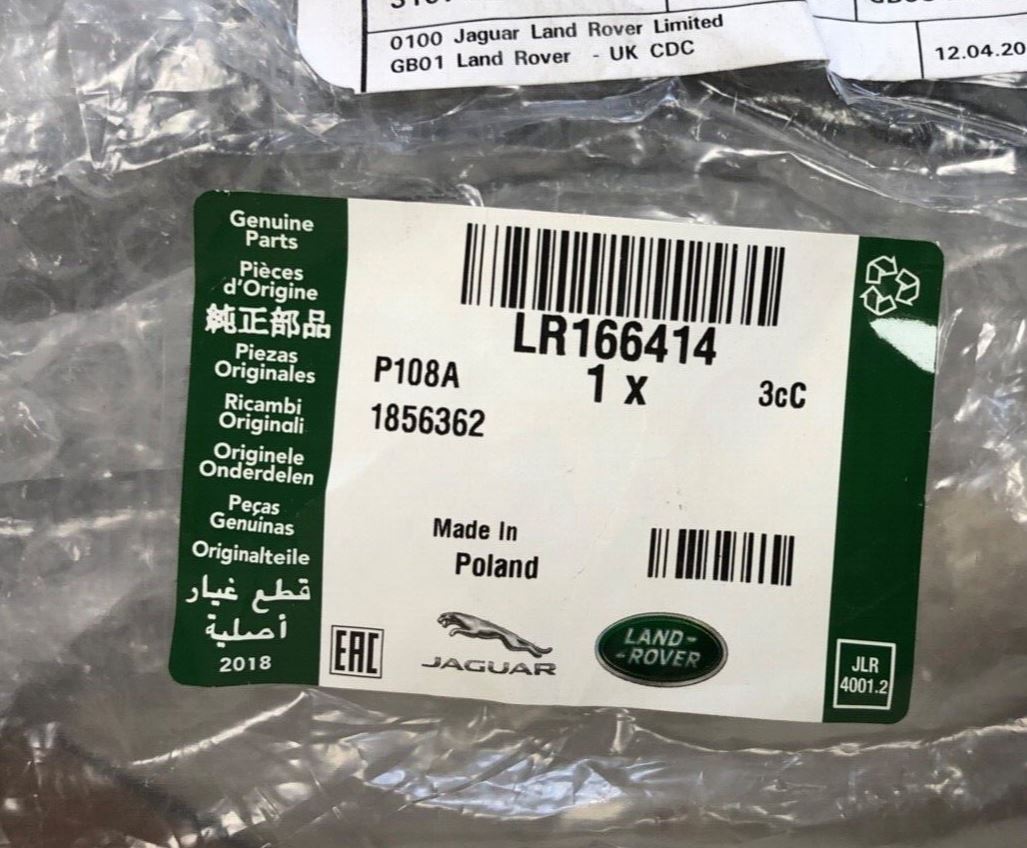 0100 Jaguar Land Rover Limited
GB01 Land Rover - UK CDC
12.04.20
Genuine
Parts
Pièces
d'Origine
純正部品
Piezas
Originales
Ricambi
Originali
Originele
Onderdelen
Peças
Genuinas
Originalteile
قطع غيار
أصلية
2018
LR166414
P108A
1 x
3cC
1856362
Made In
Poland
EAC
JAGUAR
LAND-
-ROVER
JLR
4001.2